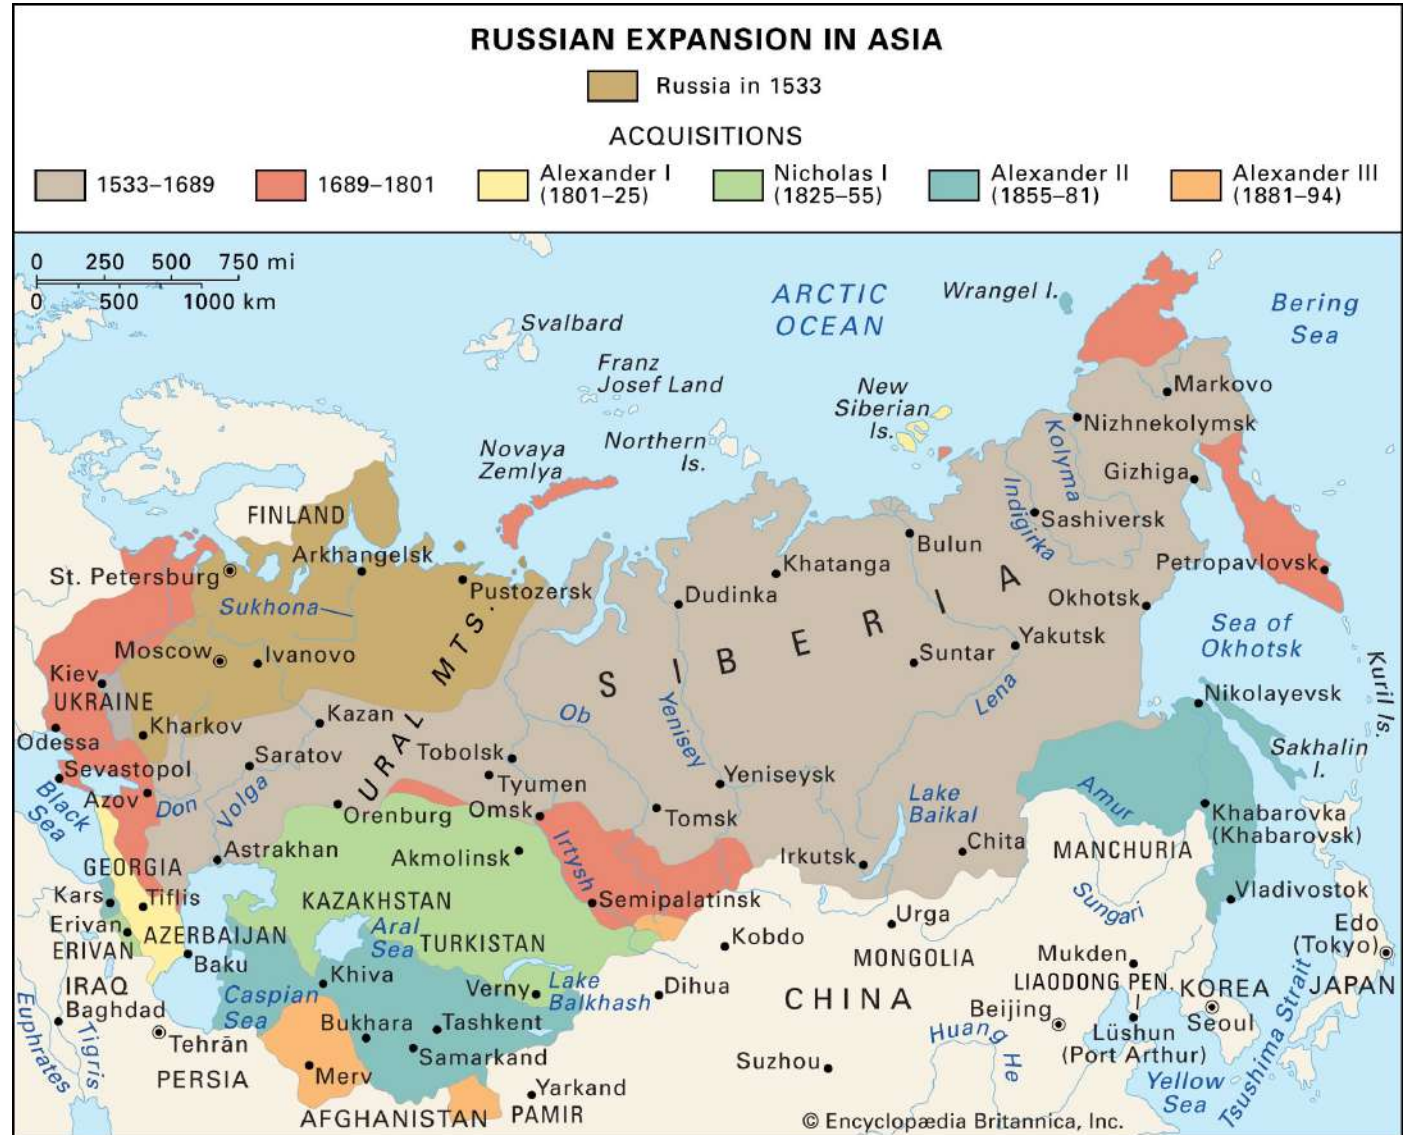 RUSSIAN EXPANSION IN ASIA
Russia in 1533
ACQUISITIONS
1533–1689
1689–1801
Alexander I
(1801–25)
Nicholas I
(1825–55)
Alexander II
(1855–81)
Alexander III
(1881–94)
0 250 500 750 mi
0 500 1000 km
ARCTIC
OCEAN
Wrangel I.
Bering
Sea
Svalbard
Franz
Josef Land
New
Siberian
Is.
Markovo
Nizhnekolymsk
Novaya
Zemlya
Northern
Is.
Kolyma
Gizhiga
Indigirka
FINLAND
Sashiversk
Arkhangelsk
Bulun
St. Petersburg
Khatanga
Petropavlovsk
Pustozersk
Dudinka
Sukhona
Okhotsk
SIBERIA
Sea of
Okhotsk
Moscow
Ivanovo
URAL MTS.
Suntar
Yakutsk
Kuril Is.
Kiev
UKRAINE
Ob
Yenisey
Lena
Nikolayevsk
Kharkov
Kazan
Odessa
Saratov
Tobolsk
Sakhalin
I.
Sevastopol
Tyumen
Yeniseysk
Black
Sea
Azov
Don
Volga
Orenburg
Omsk
Tomsk
Lake
Baikal
Amur
Khabarovka
(Khabarovsk)
Astrakhan
Akmolinsk
Irtysh
Irkutsk
Chita
MANCHURIA
GEORGIA
Kars
Tiflis
KAZAKHSTAN
Semipalatinsk
Sungari
Vladivostok
Erivan
ERIVAN
AZERBAIJAN
Aral
Sea
TURKISTAN
Urga
Edo
(Tokyo)
Kobdo
MONGOLIA
Mukden
Baku
Khiva
IRAQ
Baghdad
Caspian
Sea
Verny
Lake
Balkhash
Dihua
CHINA
LIAODONG PEN.
KOREA
JAPAN
Beijing
Seoul
Euphrates
Tigris
Tehrān
Bukhara
Tashkent
Samarkand
Huang He
Lüshun
(Port Arthur)
Tsushima Strait
PERSIA
Merv
Suzhou
Yarkand
Yellow
Sea
AFGHANISTAN
PAMIR
© Encyclopædia Britannica, Inc.